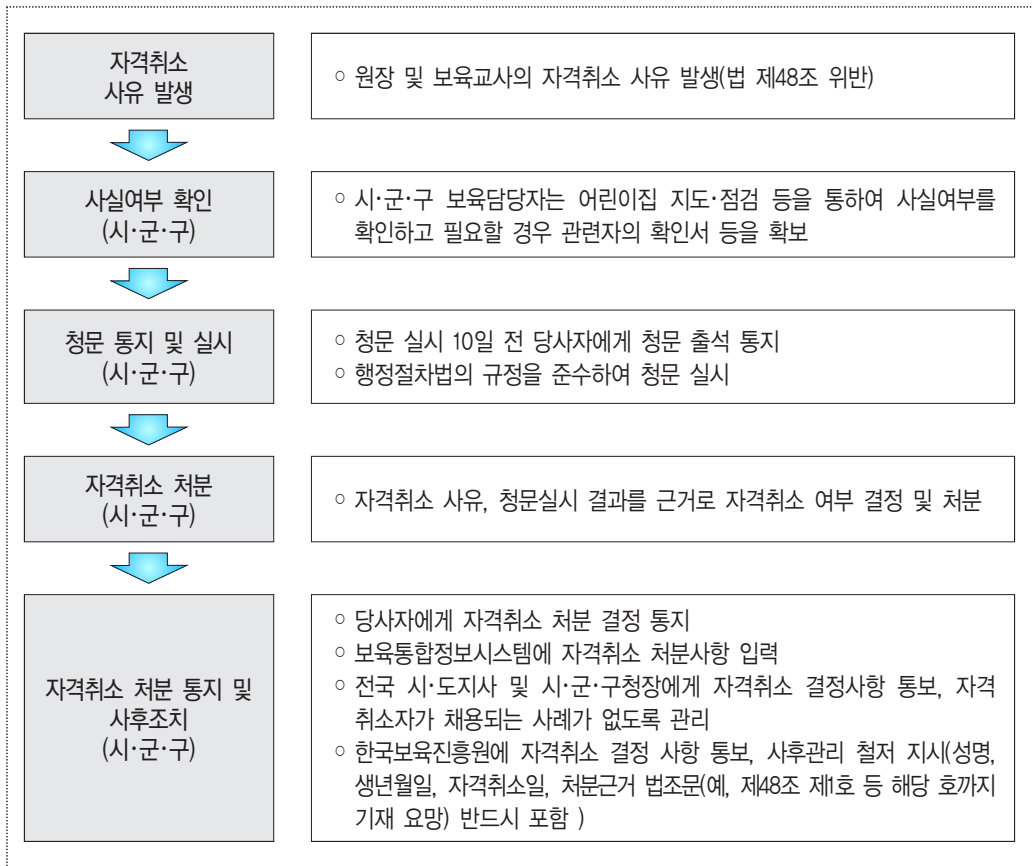 자격취소
사유 발생
○ 원장 및 보육교사의 자격취소 사유 발생(법 제48조 위반)
사실여부 확인
(시·군·구)
○ 시·군·구 보육담당자는 어린이집 지도·점검 등을 통하여 사실여부를
확인하고 필요할 경우 관련자의 확인서 등을 확보
청문 통지 및 실시
(시·군·구)
○ 청문 실시 10일 전 당사자에게 청문 출석 통지
○ 행정절차법의 규정을 준수하여 청문 실시
자격취소 처분
(시·군·구)
○ 자격취소 사유, 청문실시 결과를 근거로 자격취소 여부 결정 및 처분
자격취소 처분 통지 및
사후조치
(시·군·구)
○ 당사자에게 자격취소 처분 결정 통지
○ 보육통합정보시스템에 자격취소 처분사항 입력
○ 전국 시·도지사 및 시·군·구청장에게 자격취소 결정사항 통보, 자격
취소자가 채용되는 사례가 없도록 관리
○ 한국보육진흥원에 자격취소 결정 사항 통보, 사후관리 철저 지시(성명,
생년월일, 자격취소일, 처분근거 법조문(예, 제48조 제1호 등 해당 호까지
기재 요망) 반드시 포함 )